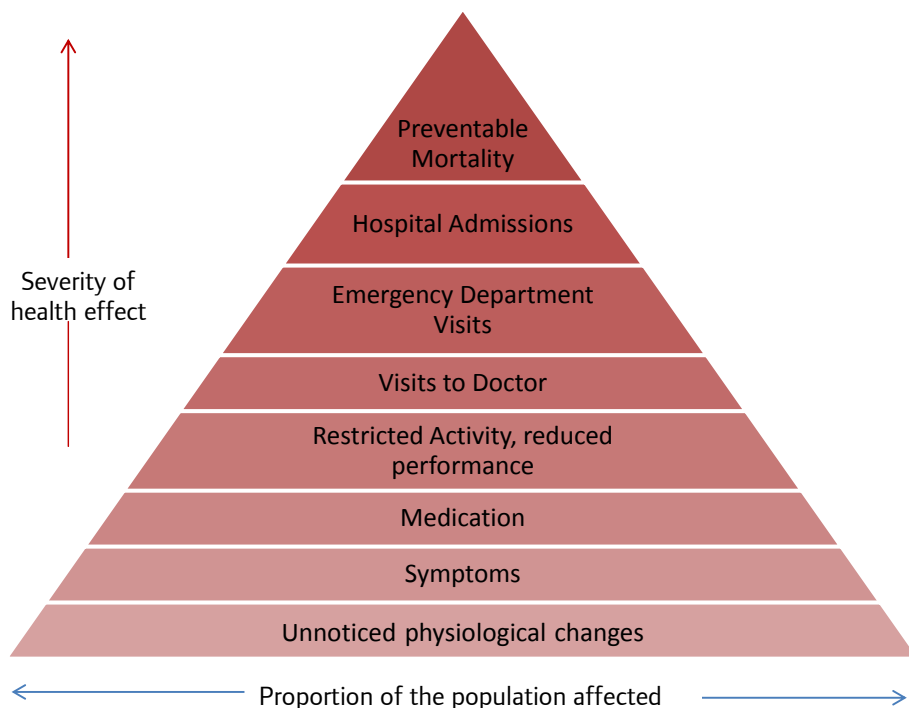 Preventable
Mortality
Hospital Admissions
Severity of
health effect
Emergency Department
Visits
Visits to Doctor
Restricted Activity, reduced
performance
Medication
Symptoms
Unnoticed physiological changes
Proportion of the population affected